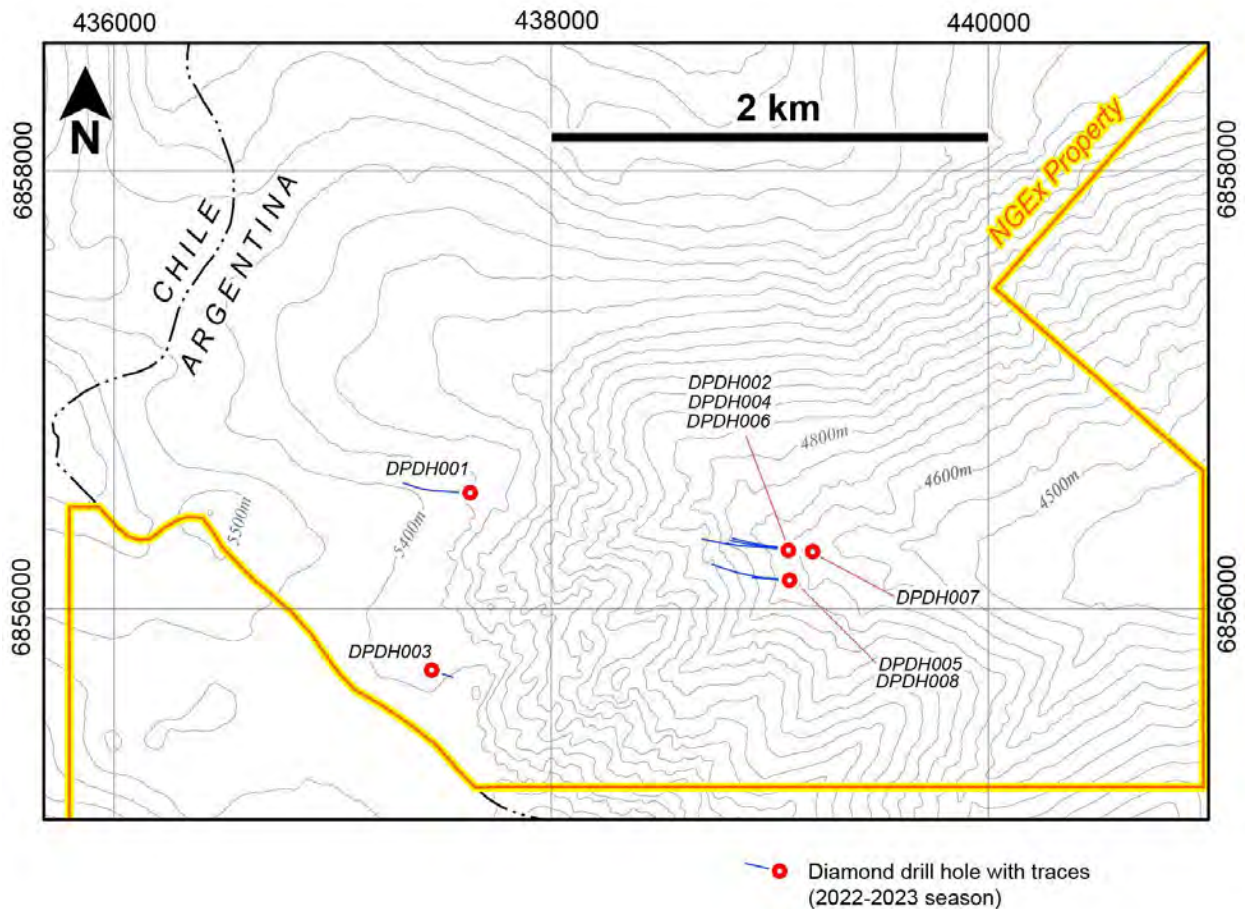 436000
438000
440000
6858000
6858000
N
2 km
NGEx Property
CHILE
ARGENTINA
DPDH002
DPDH004
DPDH006
4800m
DPDH001
4600m
4500m
5500m
5400m
6856000
6856000
DPDH007
DPDH003
DPDH005
DPDH008
Diamond drill hole with traces
(2022-2023 season)